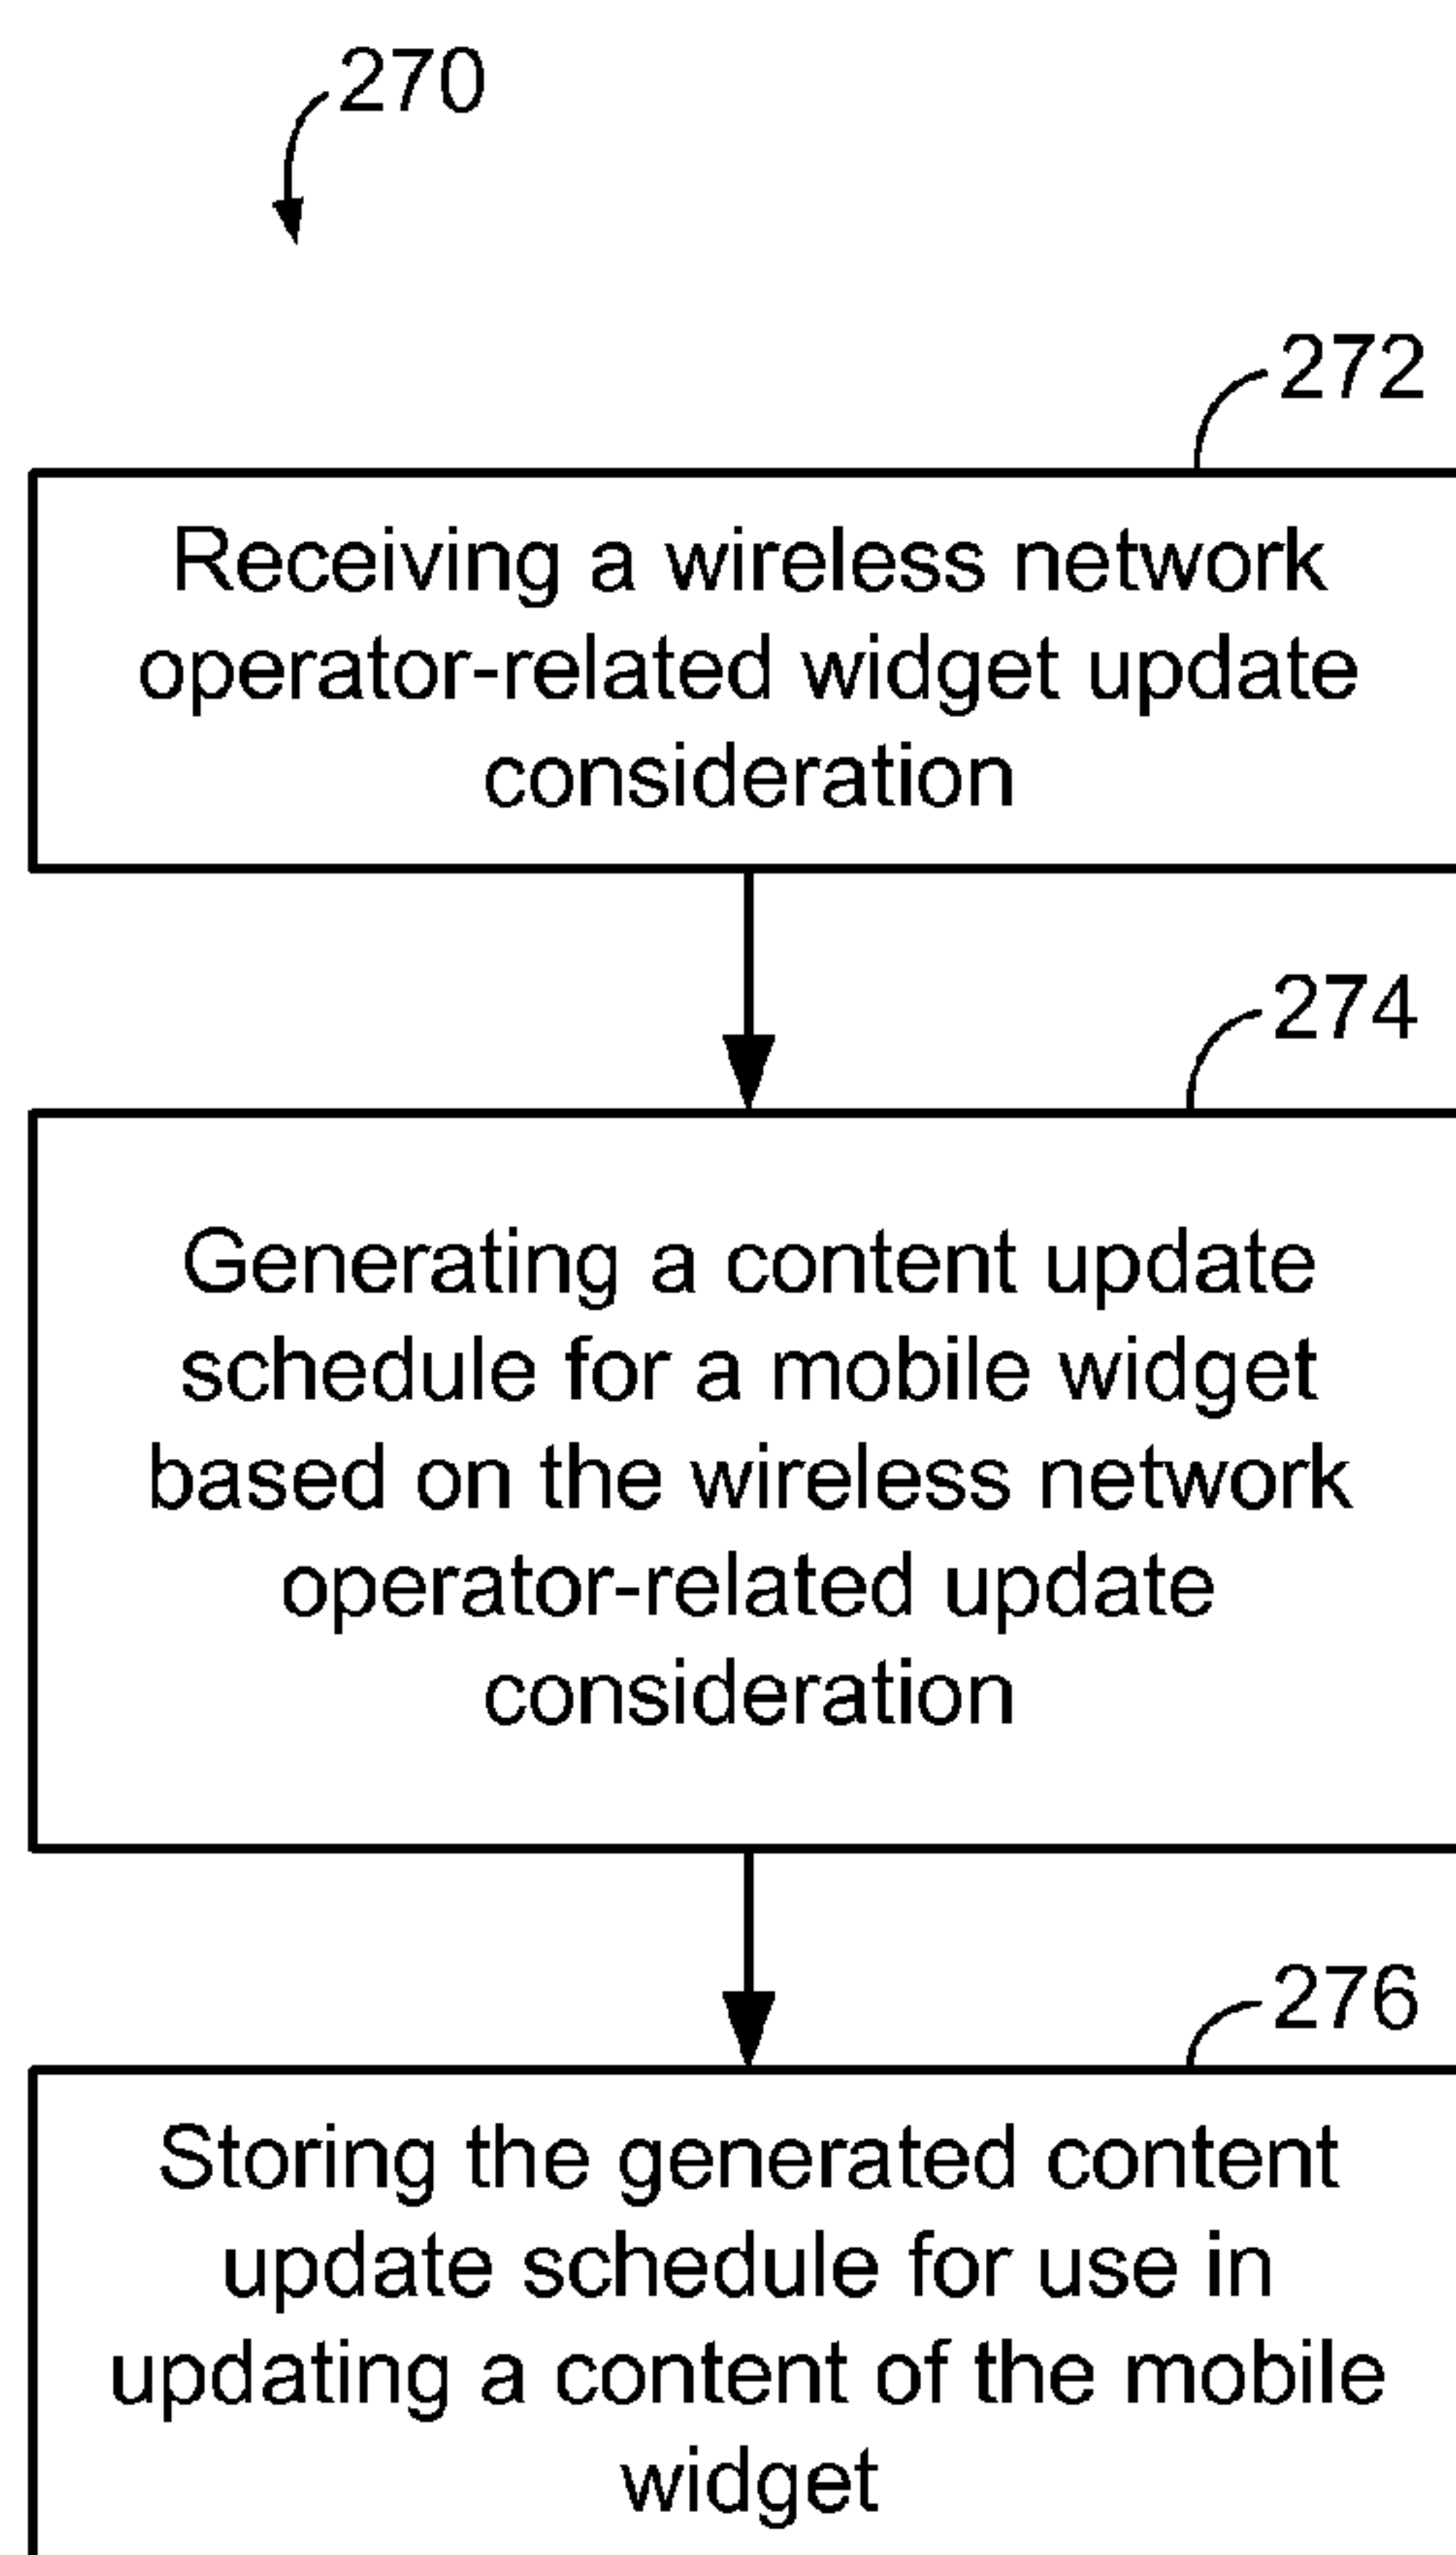 270
272
Receiving a wireless network
operator-related widget update
consideration
274
Generating a content update
schedule for a mobile widget
based on the wireless network
operator-related update
consideration
276
Storing the generated content
update schedule for use in
updating a content of the mobile
widget